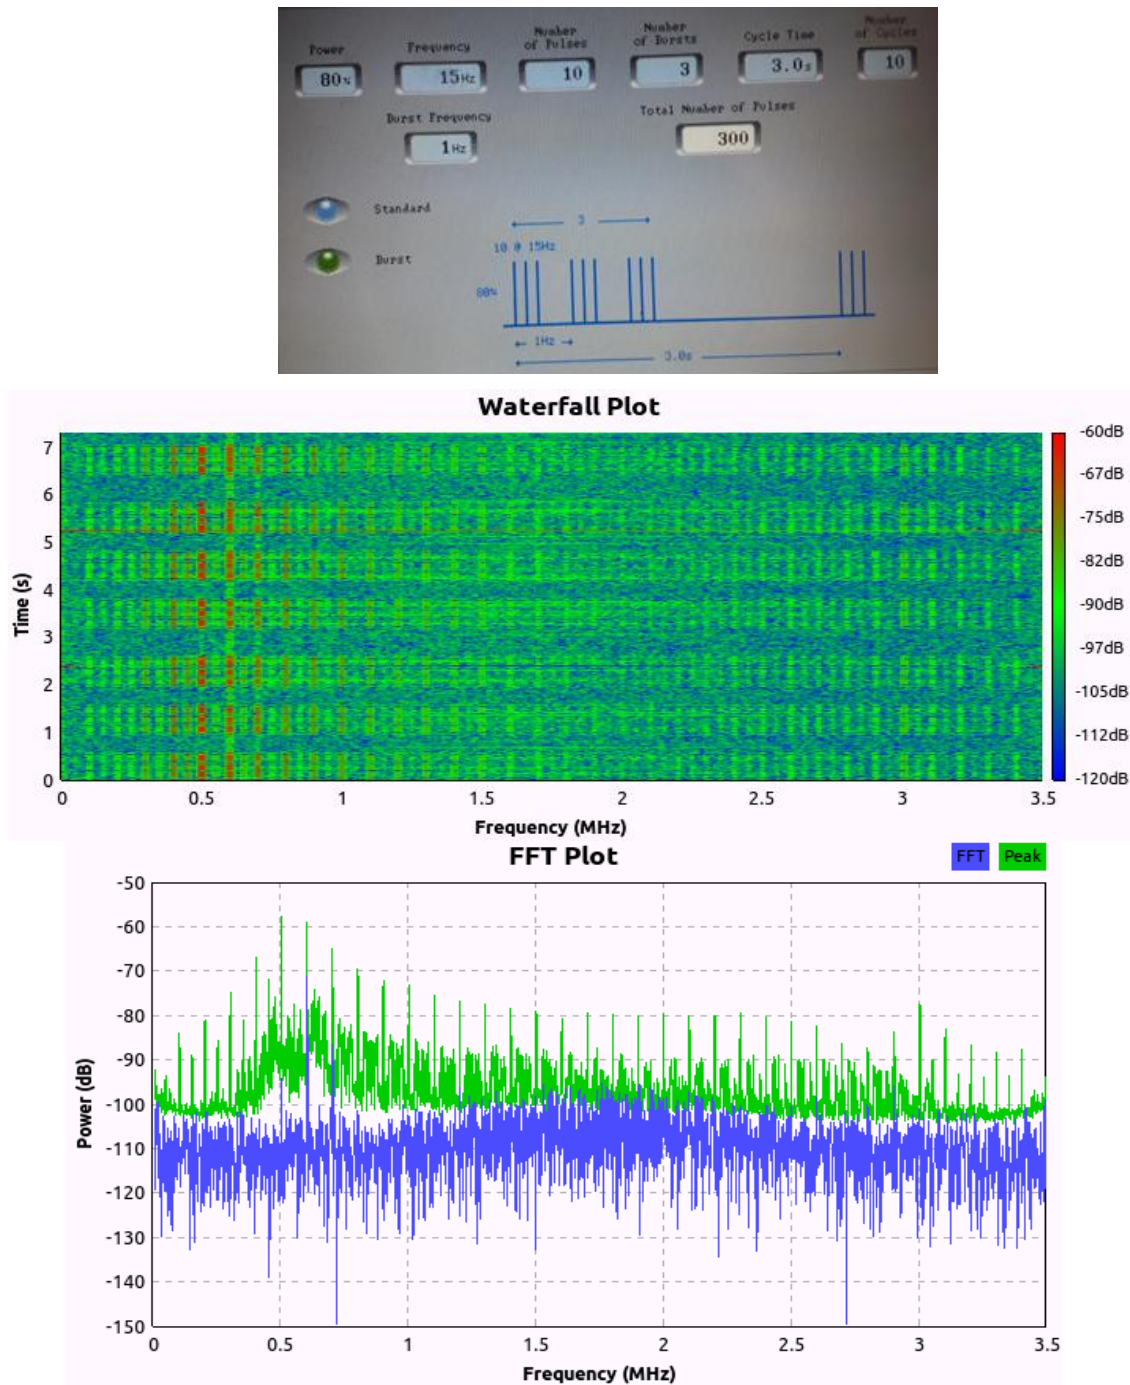 Power Frequency Number of Pulses Number of Bursts Cycle Time Number of Cycles
80% 15Hz 10 3 3.0s 10
Burst Frequency Total Number of Pulses
1Hz 300
Standard
3
10 @ 15Hz
Burst
80%
1Hz
3.0s
Waterfall Plot
7
6
5
4
3
2
1
0
Time (s)
0 0.5 1 1.5 2 2.5 3 3.5
Frequency (MHz)
-60dB
-67dB
-75dB
-82dB
-90dB
-97dB
-105dB
-112dB
-120dB
FFT Plot
FFT Peak
-50
-60
-70
-80
-90
-100
-110
-120
-130
-140
-150
Power (dB)
0 0.5 1 1.5 2 2.5 3 3.5
Frequency (MHz)